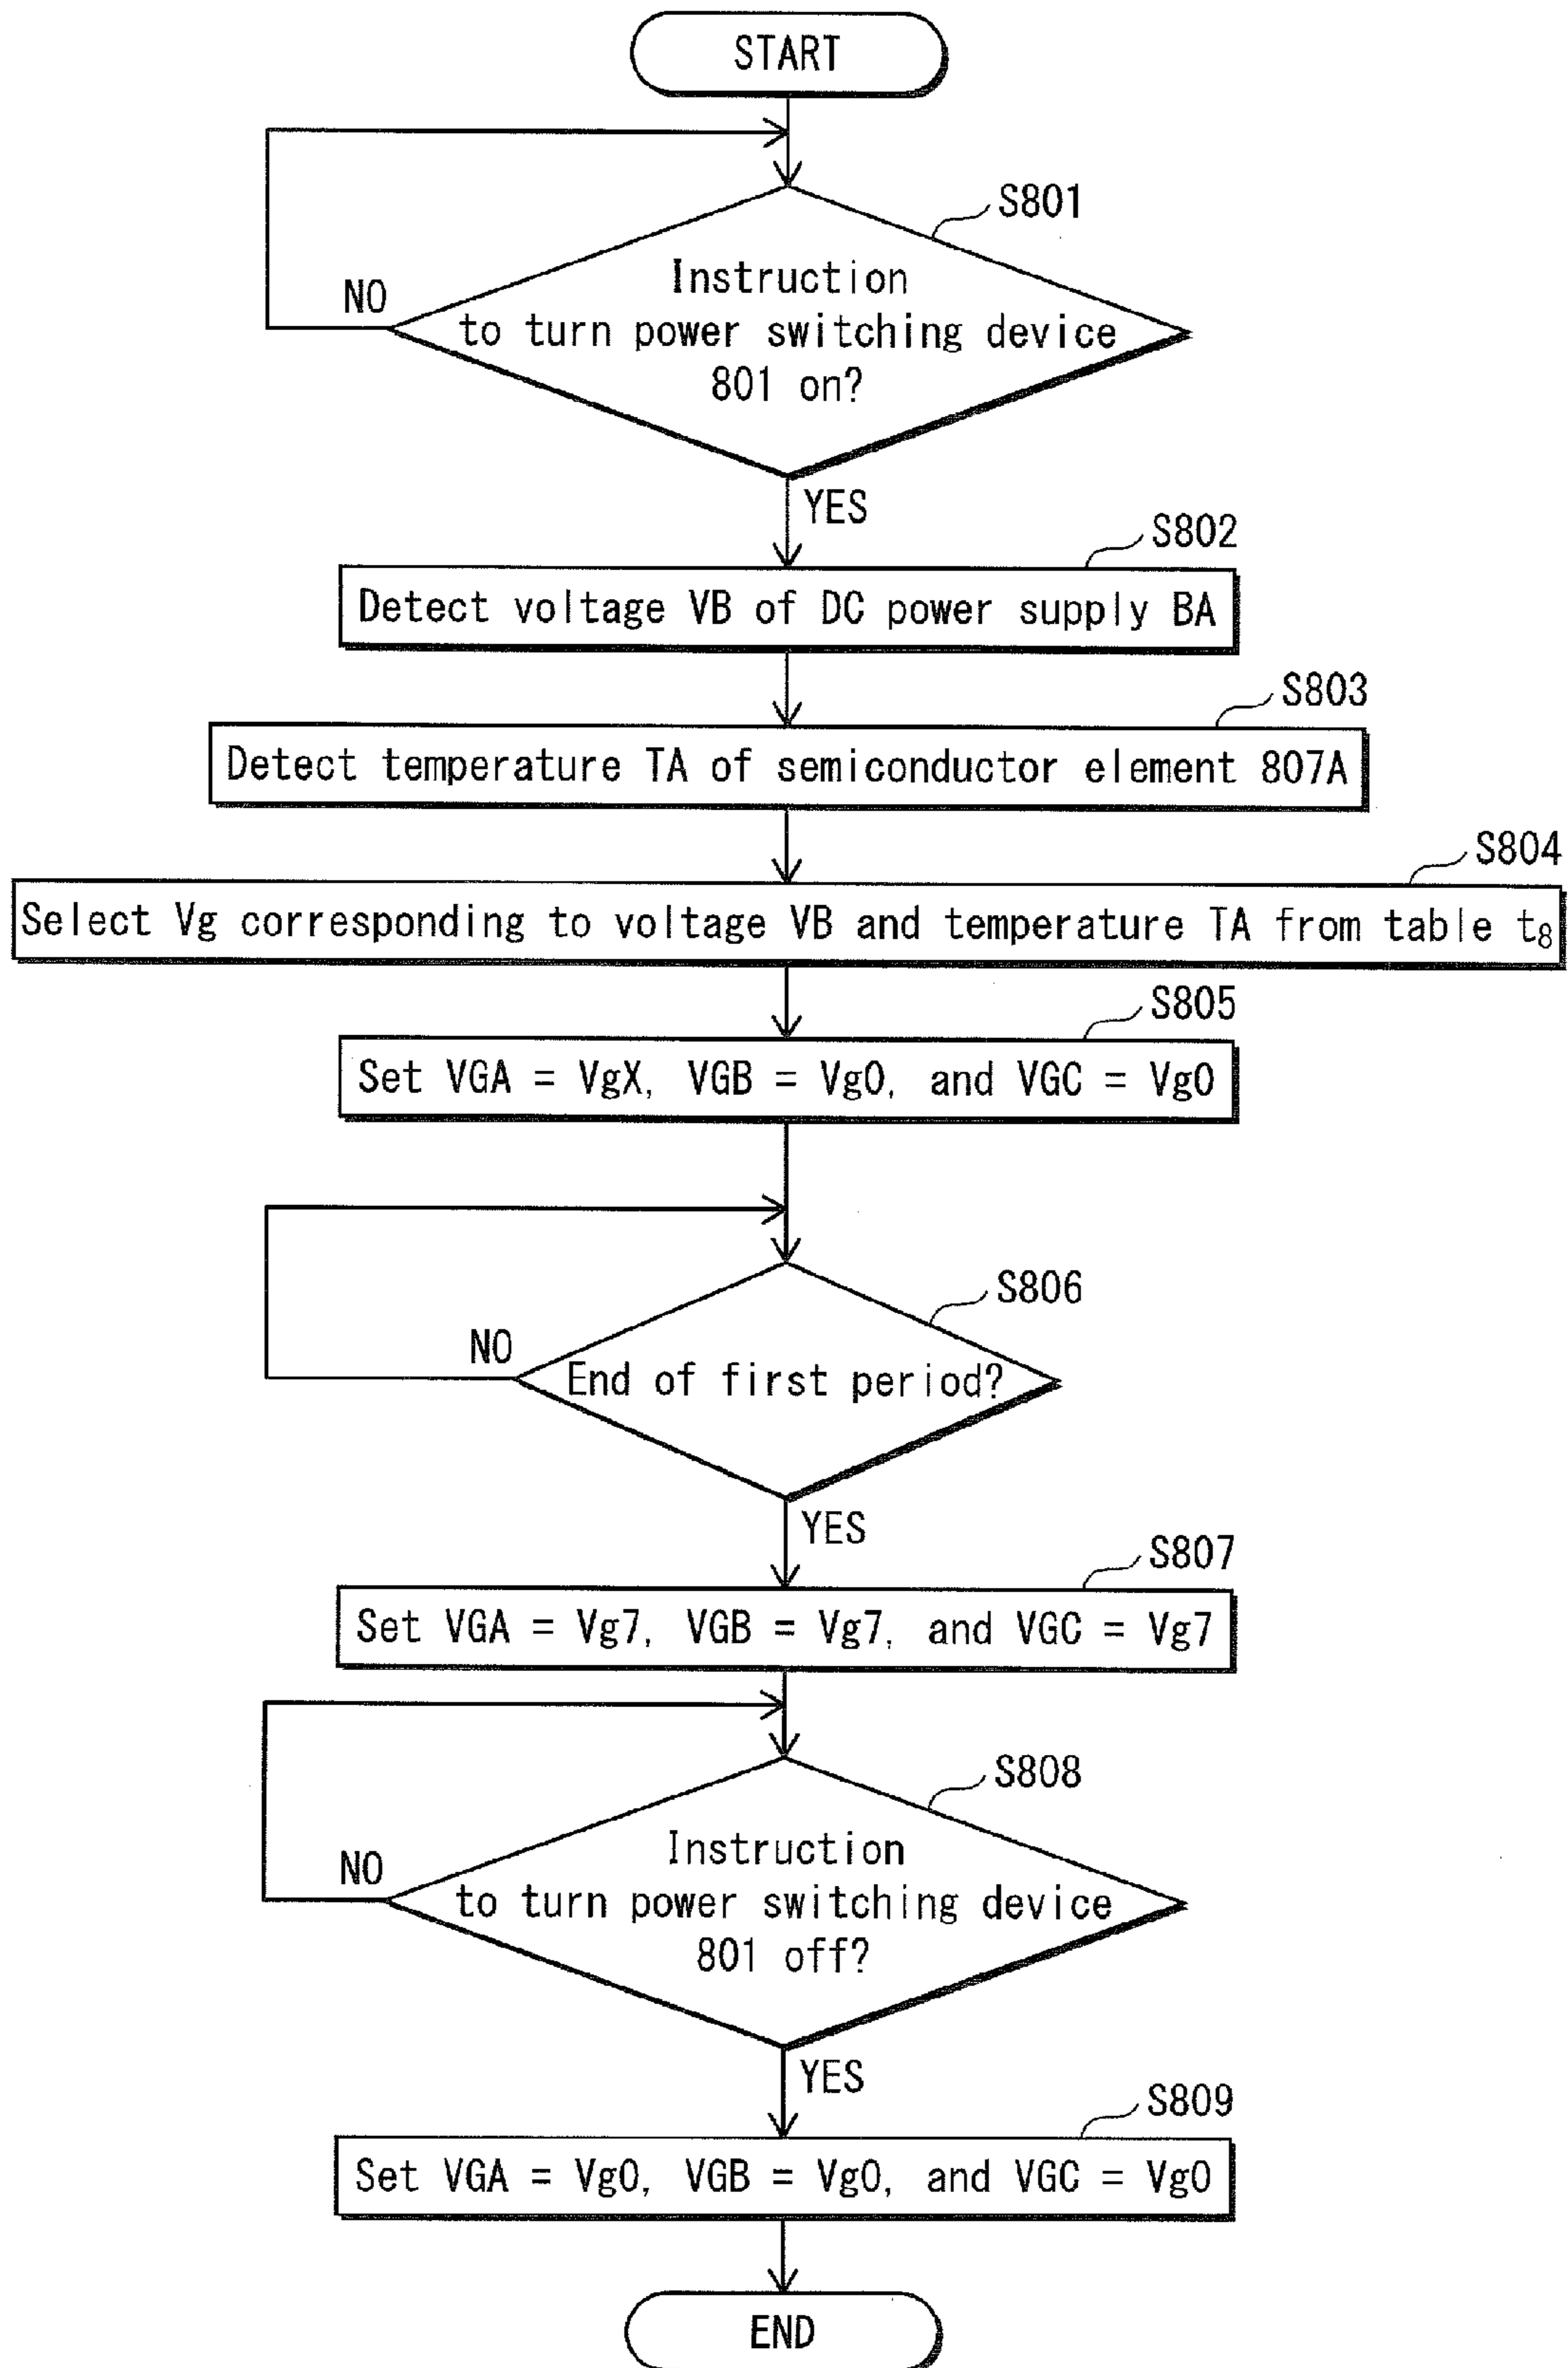 START
S801
Instruction
to turn power switching device
801 on?
NO
YES
S802
Detect voltage VB of DC power supply BA
S803
Detect temperature TA of semiconductor element 807A
S804
Select Vg corresponding to voltage VB and temperature TA from table t₈
S805
Set VGA = VgX, VGB = Vg0, and VGC = Vg0
S806
NO
End of first period?
YES
S807
Set VGA = Vg7, VGB = Vg7, and VGC = Vg7
S808
Instruction
NO
to turn power switching device
801 off?
YES
S809
Set VGA = Vg0, VGB = Vg0, and VGC = Vg0
END